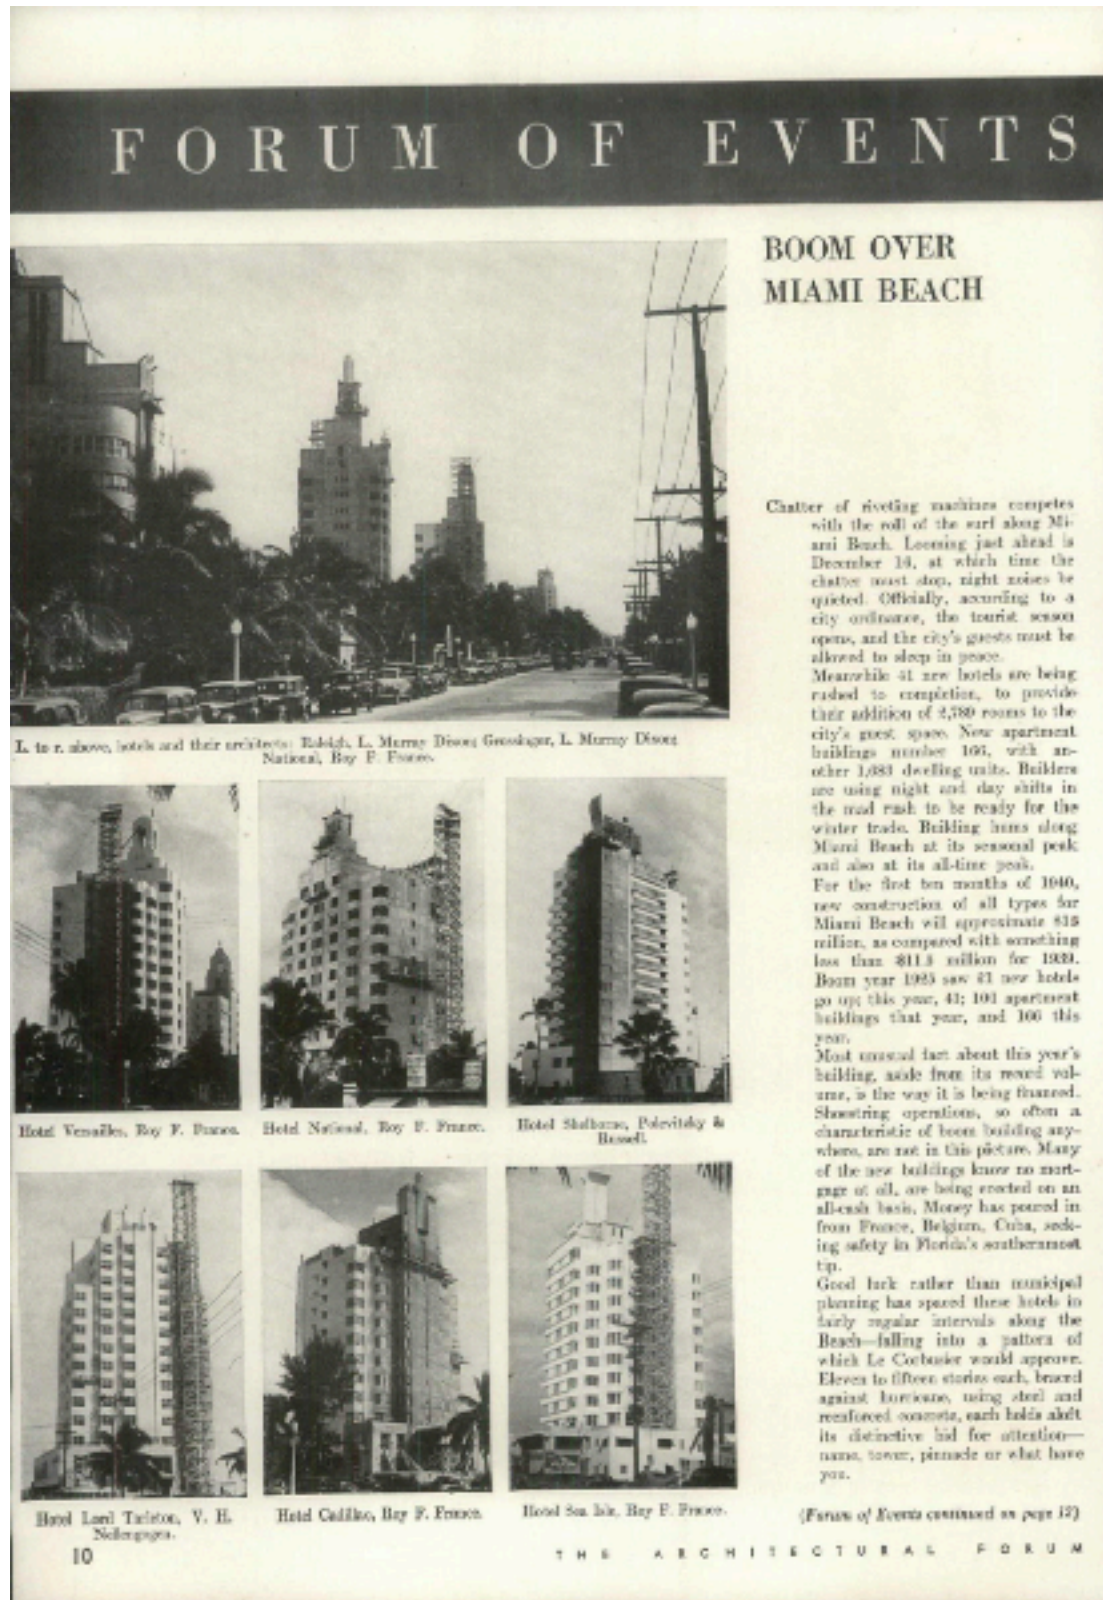 FORUM OF EVENTS
BOOM OVER
MIAMI BEACH
L. to r. above, hotels and their architects: Raleigh, L. Murray Dixon; Grossinger, L. Murray Dixon;
National, Roy F. France.
Hotel Versailles, Roy F. France.
Hotel National, Roy F. France.
Hotel Shelborne, Polevitzky &
Russell.
Hotel Lord Tarleton, V. H.
Nellenbogen.
Hotel Cadillac, Roy F. France.
Hotel Sea Isle, Roy F. France.
Chatter of riveting machines competes
with the roll of the surf along Mi-
ami Beach. Looming just ahead is
December 16, at which time the
chatter must stop, night noises be
quieted. Officially, according to a
city ordinance, the tourist season
opens, and the city's guests must be
allowed to sleep in peace.
Meanwhile 41 new hotels are being
rushed to completion, to provide
their addition of 2,789 rooms to the
city's guest space. New apartment
buildings number 166, with an-
other 1,683 dwelling units. Builders
are using night and day shifts in
the mad rush to be ready for the
winter trade. Building hums along
Miami Beach at its seasonal peak
and also at its all-time peak.
For the first ten months of 1940,
new construction of all types for
Miami Beach will approximate
million, as compared with something
less than $11.5 million for 1939.
Boom year 1925 saw new hotels
go up; this year, 41; apartment
buildings that year, and 166 this
year.
Most unusual fact about this year's
building, aside from its record vol-
ume, is the way it is being financed.
Shoestring operations, so often a
characteristic of boom building any-
where, are not in this picture. Many
of the new buildings know no mort-
gage at all, are being erected on an
all-cash basis. Money has poured in
from France, Belgium, Cuba, seek-
ing safety in Florida's southernmost
tip.
Good luck rather than municipal
planning has spaced these hotels in
fairly regular intervals along the
Beach—falling into a pattern of
which Le Corbusier would approve.
Eleven to fifteen stories each, braced
against hurricane, using steel and
reenforced concrete, each holds aloft
its distinctive bid for attention—
name, tower, pinnacle or what have
you.
(Forum of Events continued on page 12)
10
THE ARCHITECTURAL FORUM